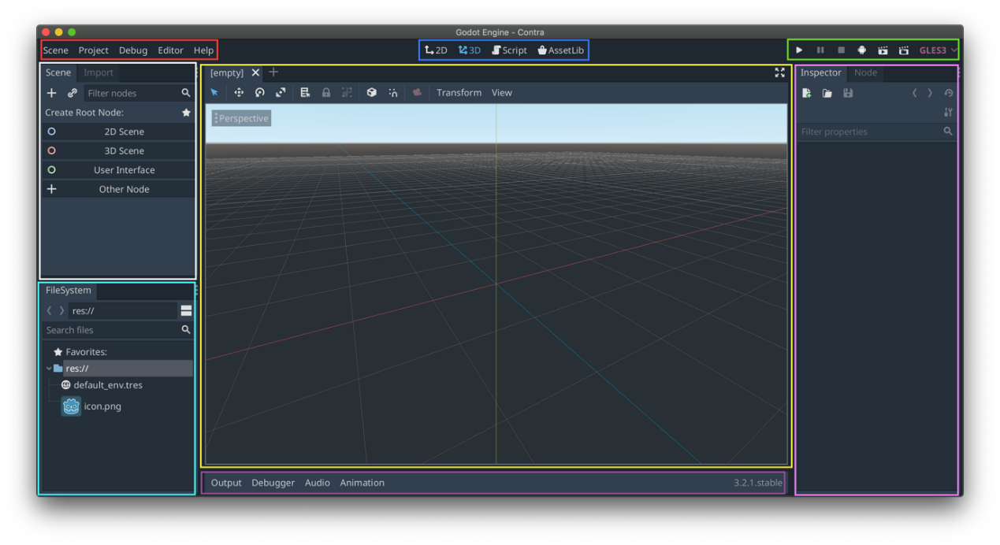 Godot Engine - Contra
Scene Project Debug Editor Help
2D 3D Script AssetLib
GLES3
Scene Import
Filter nodes
Create Root Node:
2D Scene
3D Scene
User Interface
Other Node
FileSystem
res://
Search files
Favorites:
res://
default_env.tres
icon.png
[empty]
Transform View
Perspective
Output Debugger Audio Animation
3.2.1.stable
Inspector Node
Filter properties